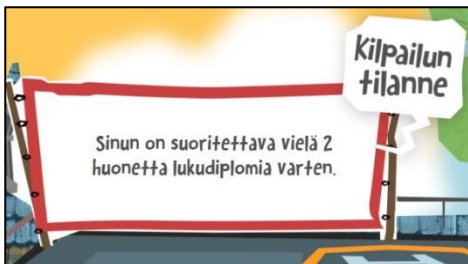 Kilpailun
tilanne
Sinun on suoritettava vielä 2
huonetta lukudiplomia varten.